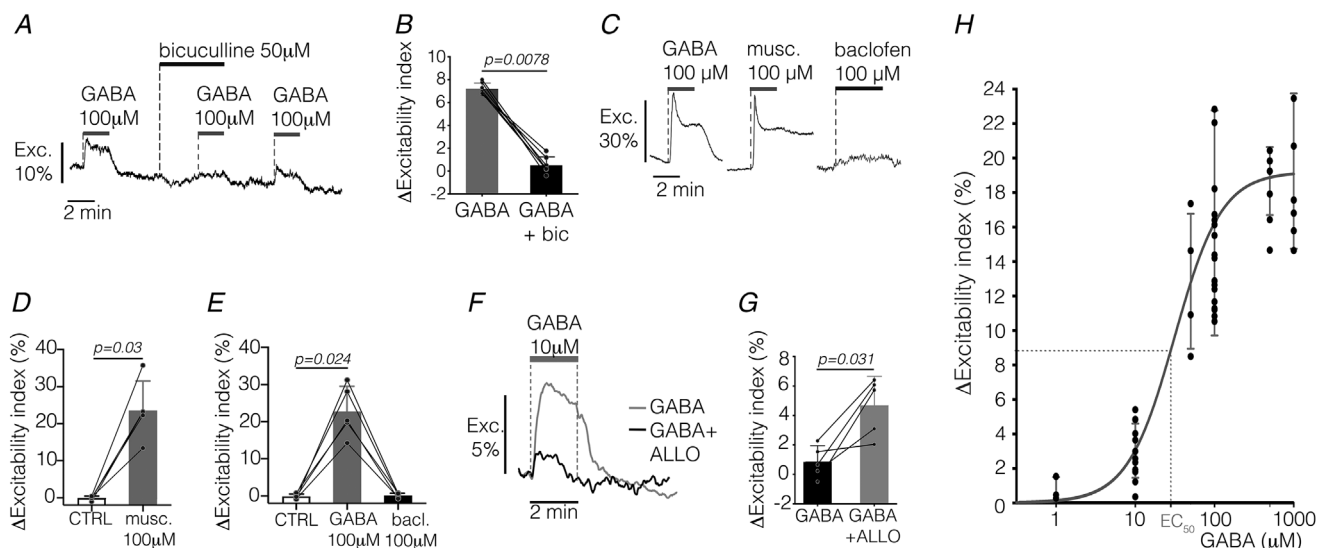 A
bicuculline 50µM
GABA
100µM
GABA
100µM
GABA
100µM
Exc.
10%
2 min
B
ΔExcitability index
p=0.0078
8
7
6
4
2
10
0
-2
GABA
GABA
+ bic
C
GABA
100 µM
musc.
100 µM
baclofen
100 µM
Exc.
30%
2 min
D
ΔExcitability index (%)
p=0.03
40
30
20
10
0
CTRL
musc.
100µM
E
ΔExcitability index (%)
p=0.024
40
30
20
10
0
CTRL
GABA
100µM
bacl.
100µM
F
GABA
10µM
Exc.
5%
GABA
GABA+
ALLO
2 min
G
ΔExcitability index (%)
p=0.031
8
6
4
2
0
-2%
GABA
GABA
+ALLO
H
ΔExcitability index (%)
24
22
20
18
16
14
12
10
8
6
4
2
0
1
10
EC50
100
1000
GABA (µM)